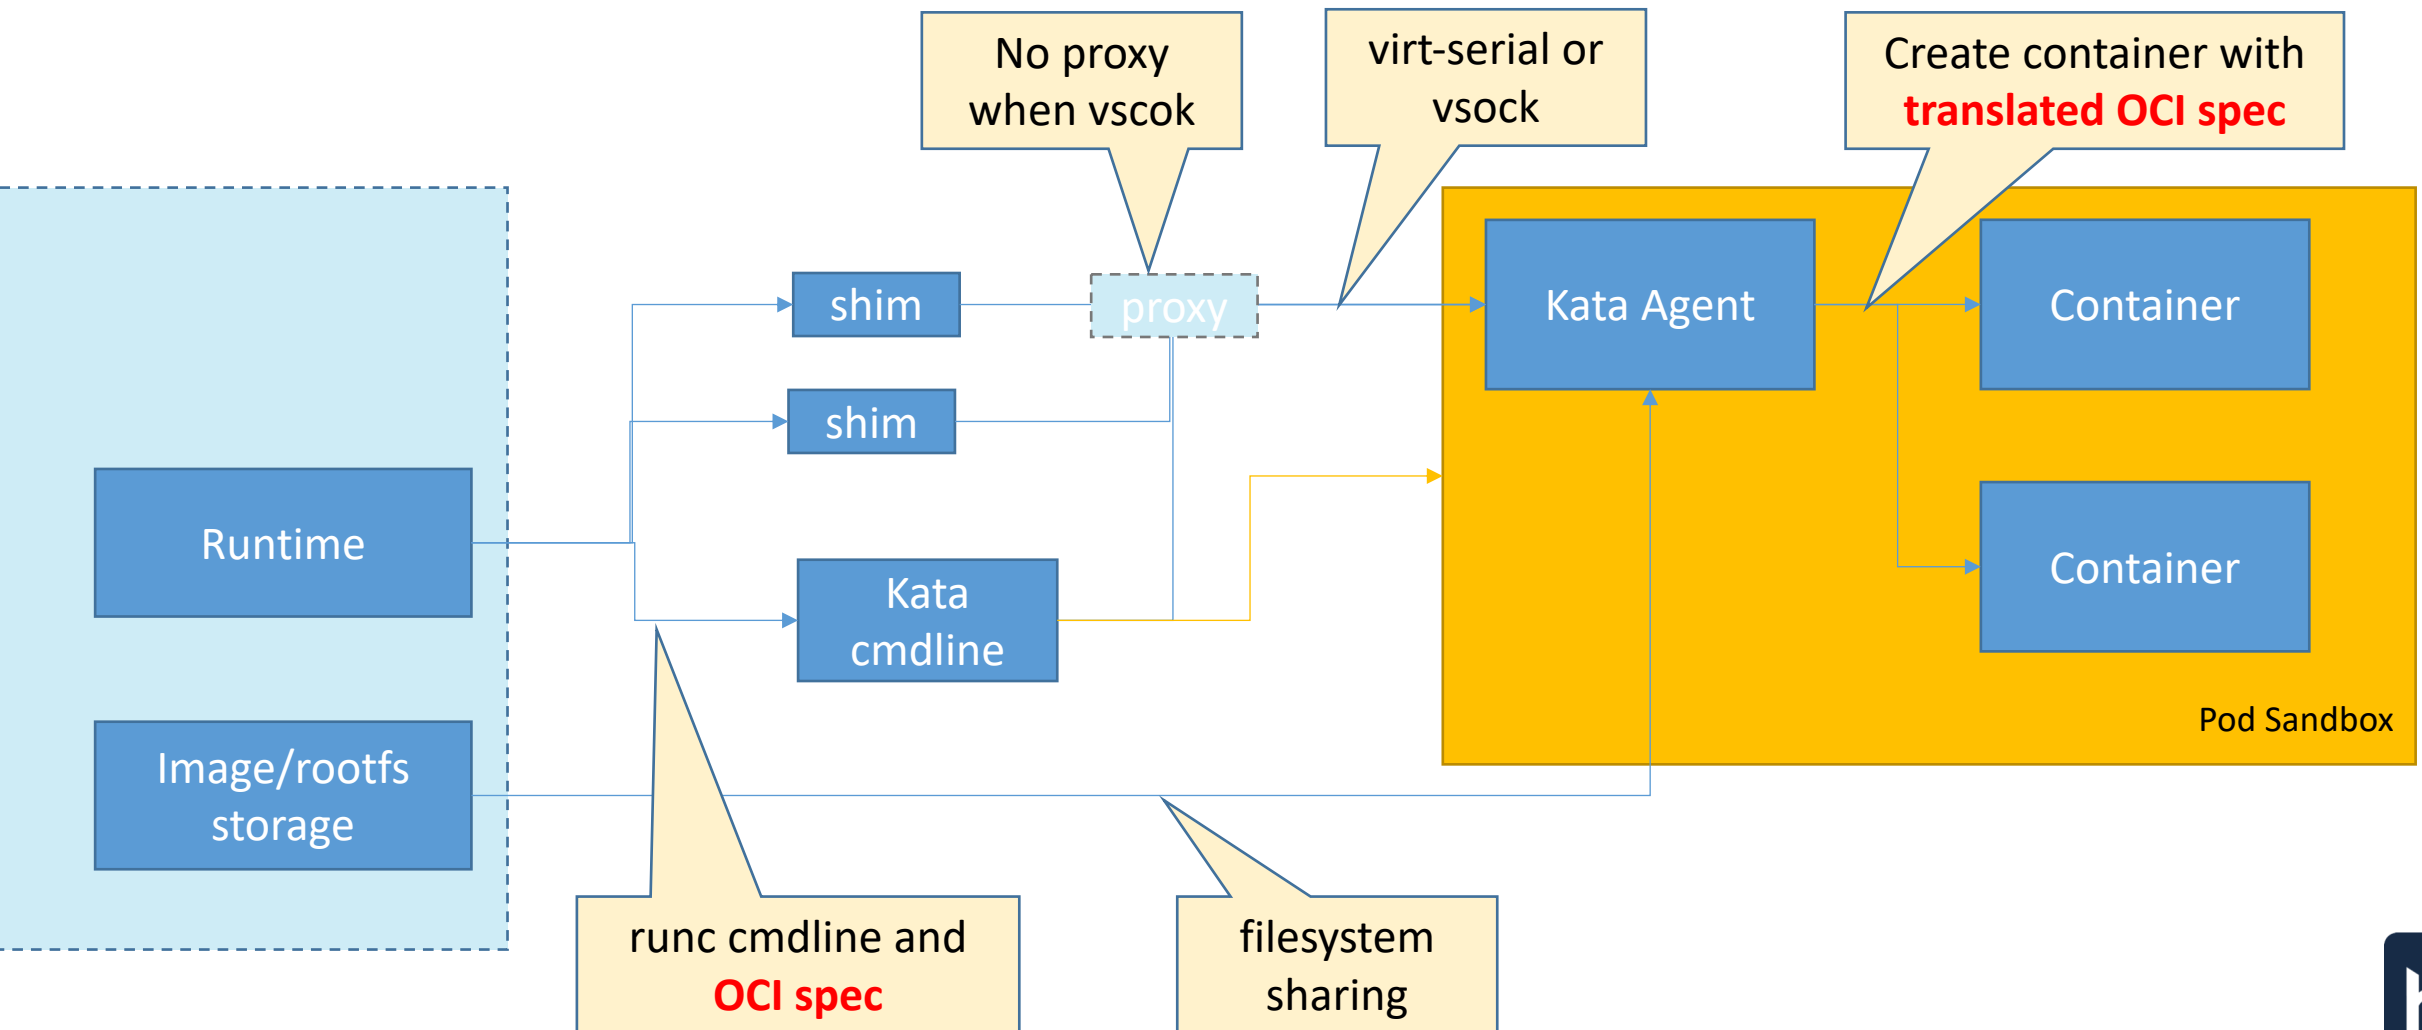 No proxy
when vscok
virt-serial or
vsock
Create container with
translated OCI spec
shim
proxy
Kata Agent
Container
shim
Runtime
Kata
cmdline
Container
Pod Sandbox
Image/rootfs
storage
runc cmdline and
OCI spec
filesystem
sharing